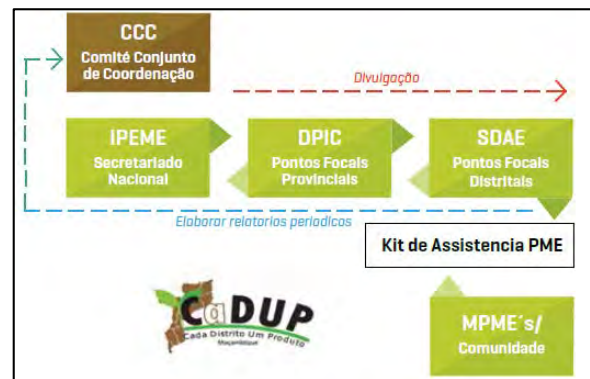 CCC
Comité Conjunto
de Coordenação
Divulgação
IPEME
Secretariado
Nacional
DPIC
Pontos Focais
Provinciais
SDAE
Pontos Focais
Distritais
Elaborar relatorios periodicos
Kit de Assistencia PME
CaDUP
Cada Distrito Um Produto
Moçambique
MPME´s/
Comunidade